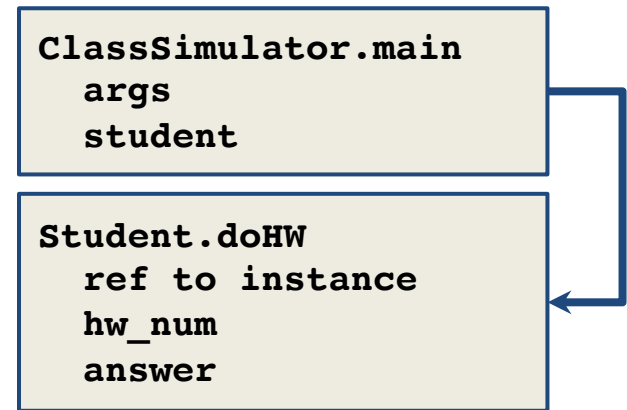 ClassSimulator.main
args
student
Student.doHW
ref to instance
hw_num
answer